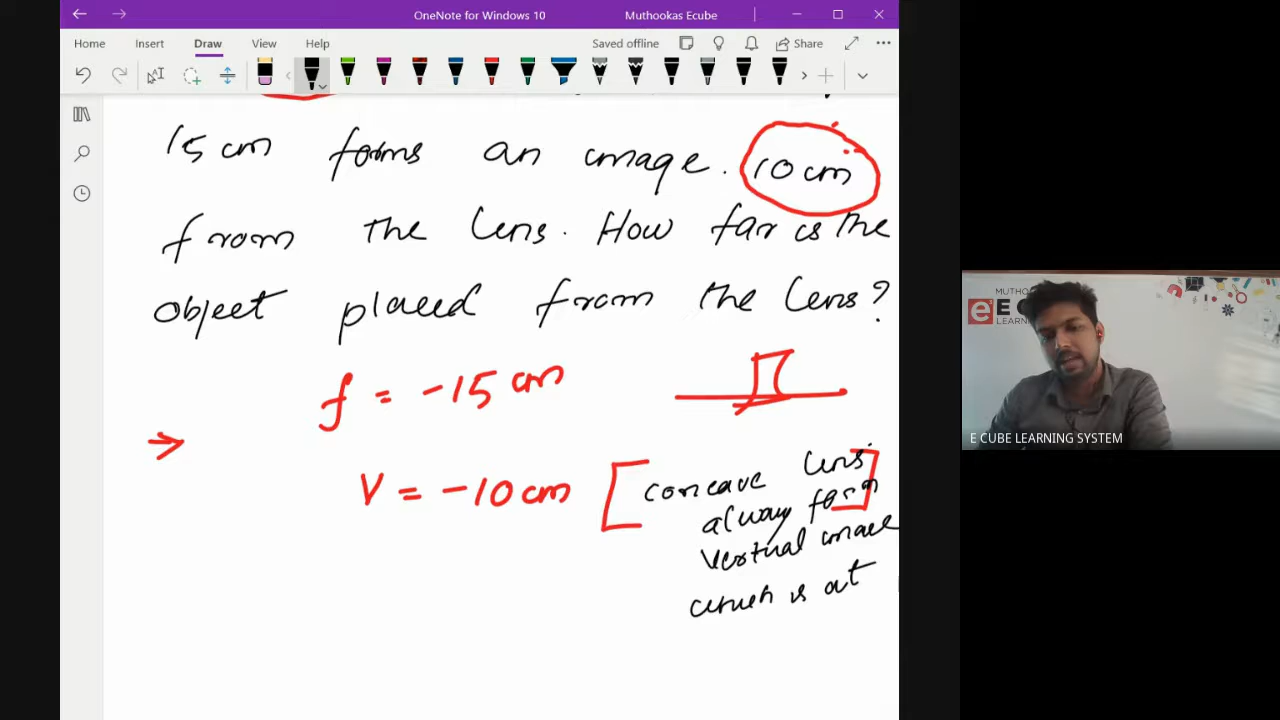 OneNote for Windows 10
Muthookas Ecube
Home Insert Draw View Help
Saved offline
Share
15 cm forms an image. 10 cm
from the Lens. How far is the
object placed from the Lens?
f = -15 cm
V = -10 cm
concave lens
always form
vertual image
which is at
MUTHO
e E C
LEARNI
E CUBE LEARNING SYSTEM